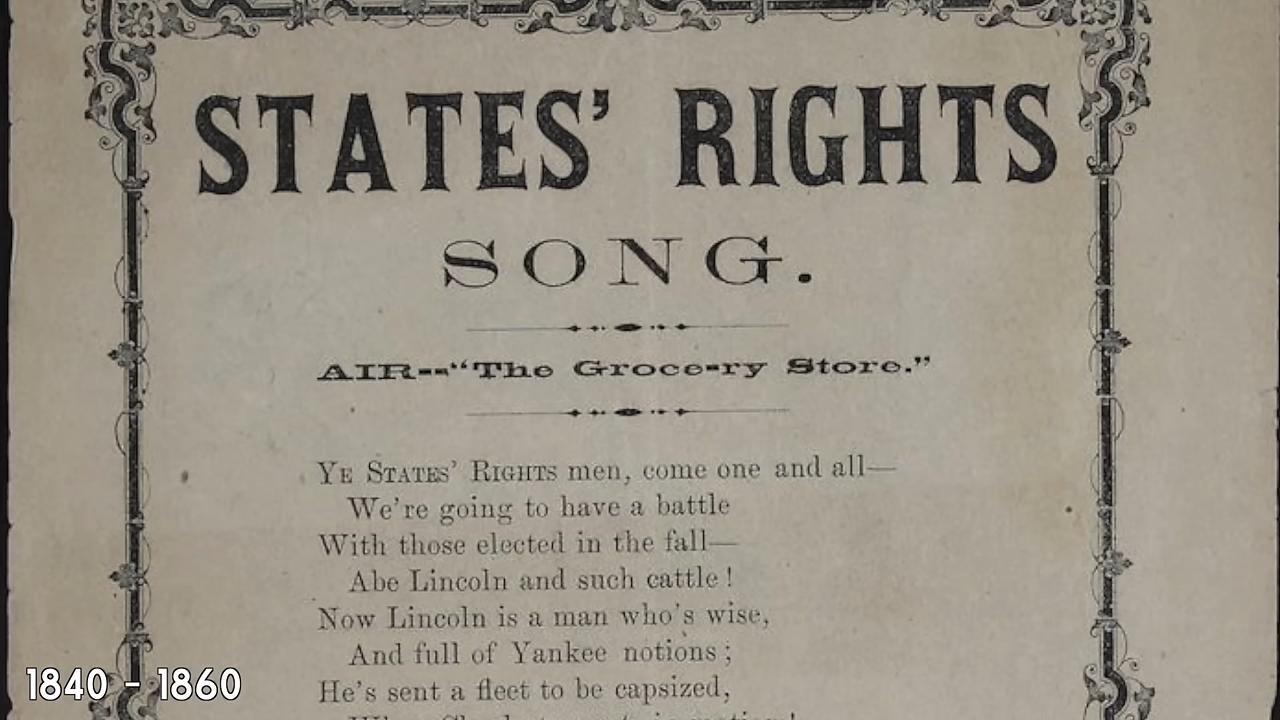 STATES' RIGHTS
SONG.
AIR--"The Groce-ry Store."
YE STATES' RIGHTS men, come one and all—
We're going to have a battle
With those elected in the fall—
Abe Lincoln and such cattle!
Now Lincoln is a man who's wise,
And full of Yankee notions;
He's sent a fleet to be capsized,
1840 - 1860